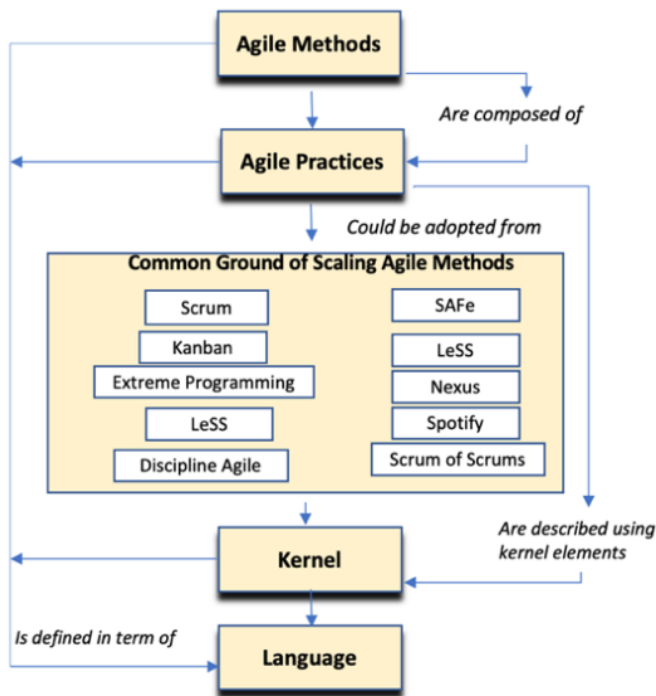 Agile Methods
Are composed of
Agile Practices
Could be adopted from
Common Ground of Scaling Agile Methods
Scrum
SAFe
Kanban
LeSS
Extreme Programming
Nexus
LeSS
Spotify
Discipline Agile
Scrum of Scrums
Are described using
kernel elements
Kernel
Is defined in term of
Language